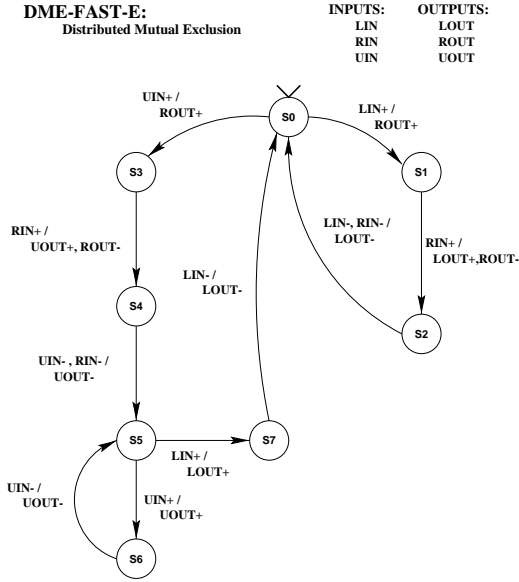 DME-FAST-E:
Distributed Mutual Exclusion
INPUTS: OUTPUTS:
LIN LOUT
RIN ROUT
UIN UOUT
UIN+ /
ROUT+
S0
LIN+ /
ROUT+
S3
S1
RIN+ /
UOUT+, ROUT-
LIN-, RIN- /
LOUT-
RIN+ /
LOUT+,ROUT-
LIN- /
LOUT-
S4
S2
UIN- , RIN- /
UOUT-
S5
S7
LIN+ /
LOUT+
UIN- /
UOUT-
UIN+ /
UOUT+
S6